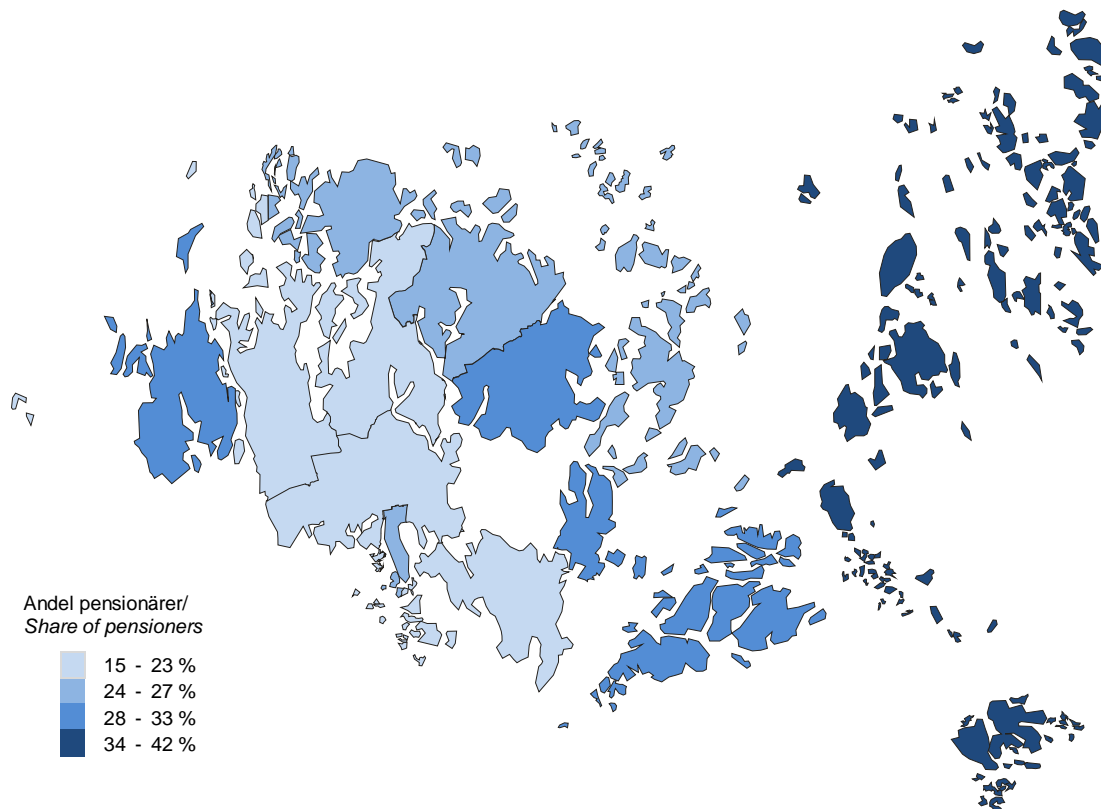 Andel pensionärer/
Share of pensioners
15 - 23 %
24 - 27 %
28 - 33 %
34 - 42 %